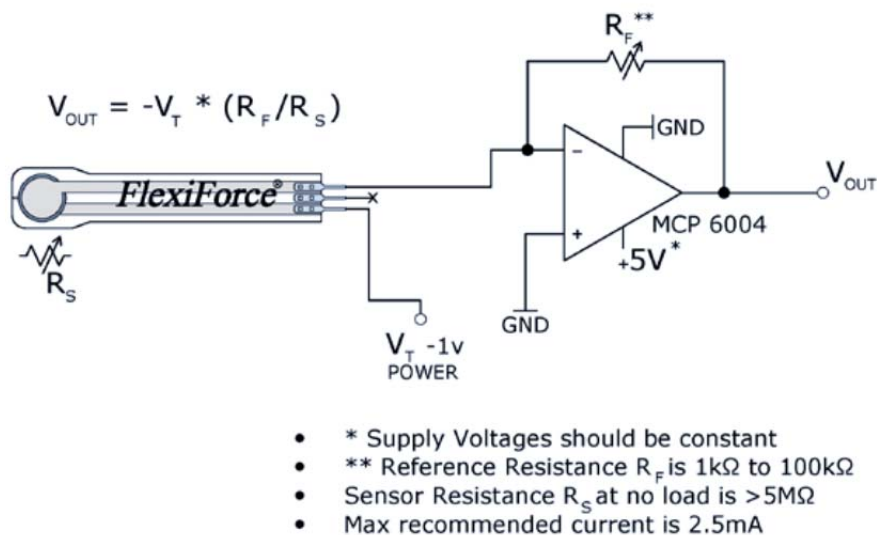 R_F **
V_OUT = -V_T * (R_F/R_S)
GND
FlexiForce®
−
V_OUT
MCP 6004
+
+5V*
R_S
GND
V_T -1v
POWER
• * Supply Voltages should be constant
• ** Reference Resistance R_F is 1kΩ to 100kΩ
• Sensor Resistance R_S at no load is >5MΩ
• Max recommended current is 2.5mA